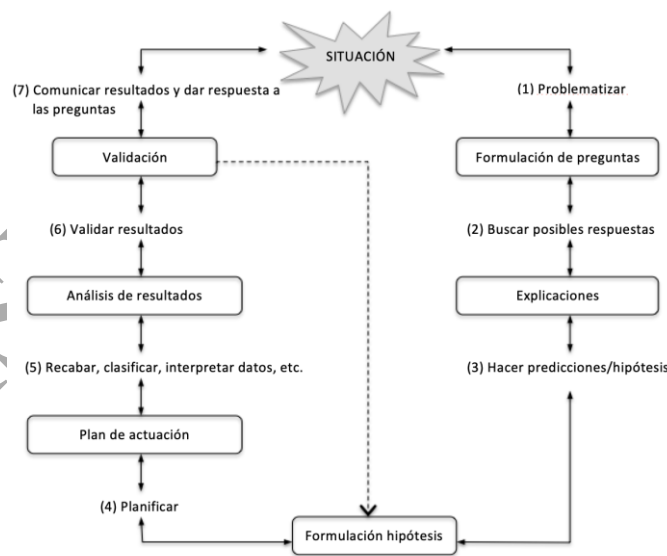 SITUACIÓN
(1) Problematizar
Formulación de preguntas
(2) Buscar posibles respuestas
Explicaciones
(3) Hacer predicciones/hipótesis
Formulación hipótesis
(4) Planificar
Plan de actuación
(5) Recabar, clasificar, interpretar datos, etc.
Análisis de resultados
(6) Validar resultados
Validación
(7) Comunicar resultados y dar respuesta a
las preguntas